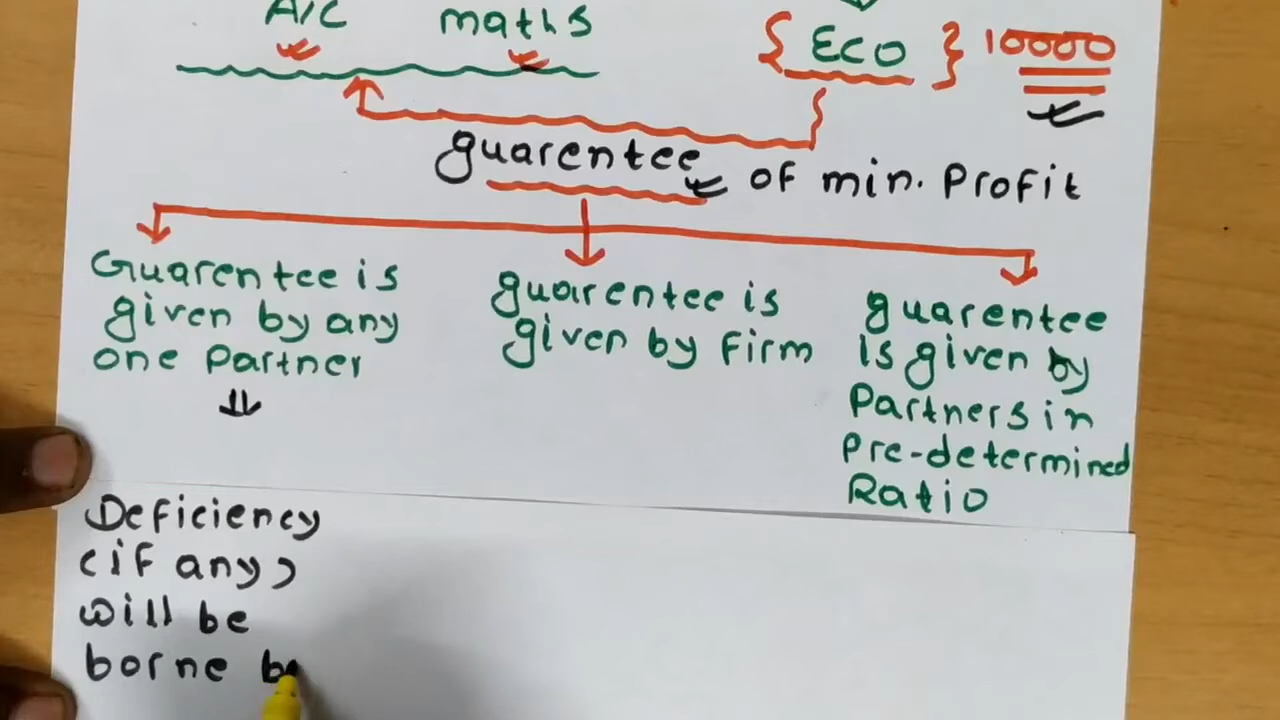 A/C maths { ECO } 10000
guarentee of min. Profit
Guarentee is
given by any
one Partner
guarentee is
given by Firm
guarentee
is given by
Partners in
Pre-determined
Ratio
Deficiency
(if any)
will be
borne